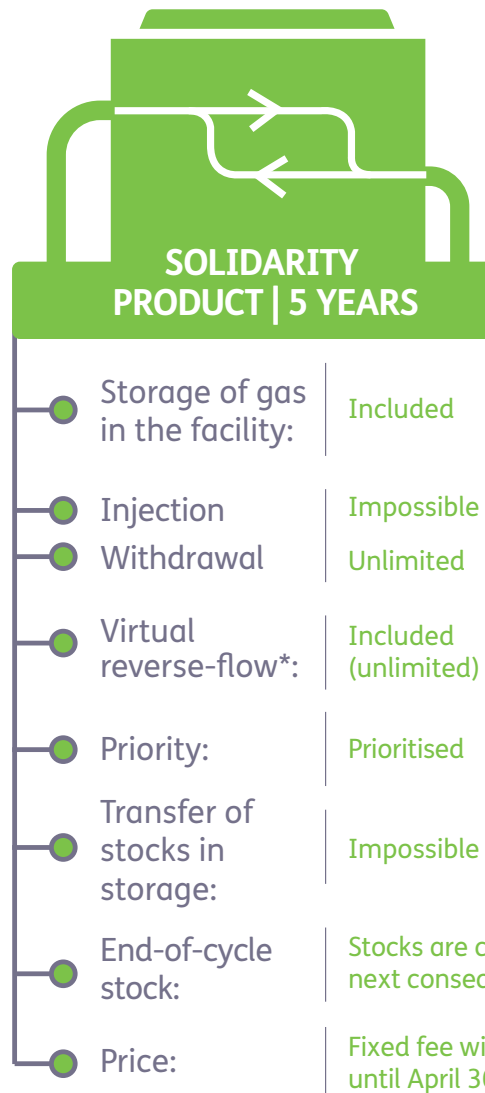 SOLIDARITY
PRODUCT | 5 YEARS
Storage of gas
in the facility:
Included
Injection
Impossible
Withdrawal
Unlimited
Virtual
reverse-flow*:
Included
(unlimited)
Priority:
Prioritised
Transfer of
stocks in
storage:
Impossible
End-of-cycle
stock:
Stocks are
next
Price:
Fixed fee
until April